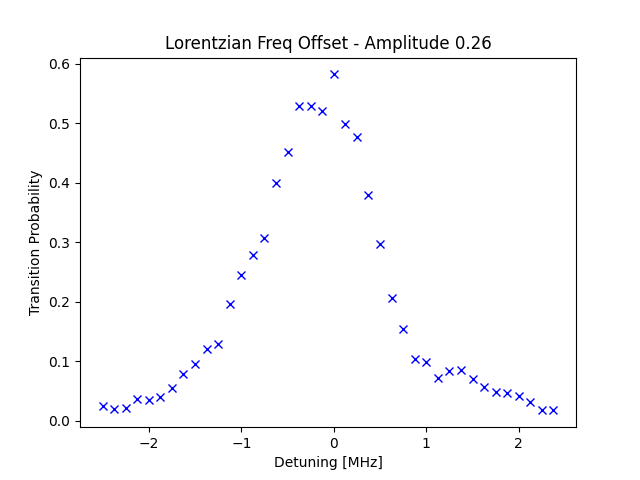 Lorentzian Freq Offset - Amplitude 0.26
0.6
0.5
0.4
0.3
0.2
0.1
0.0
Transition Probability
−2 −1 0 1 2
Detuning [MHz]